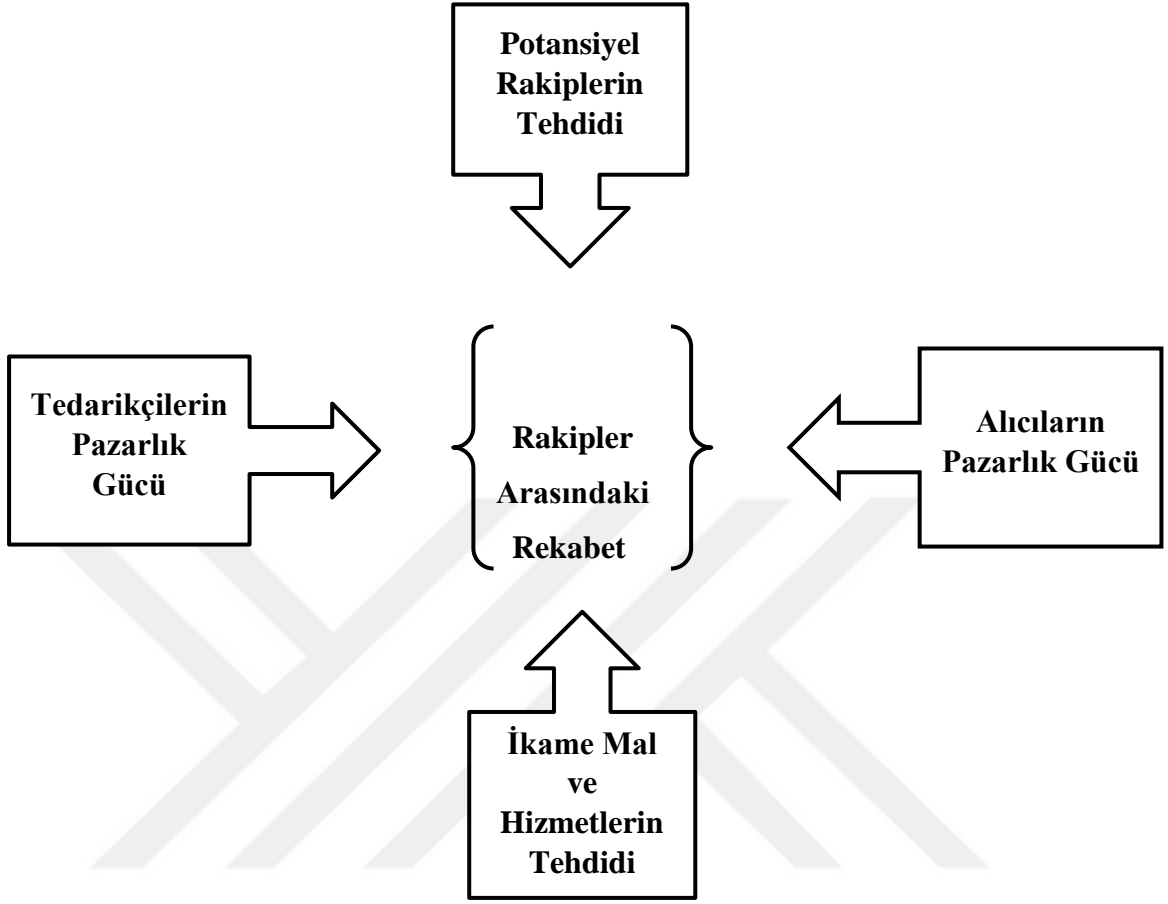 Potansiyel
Rakiplerin
Tehdidi
Tedarikçilerin
Pazarlık
Gücü
Rakipler
Arasındaki
Rekabet
Alıcıların
Pazarlık Gücü
İkame Mal
ve
Hizmetlerin
Tehdidi